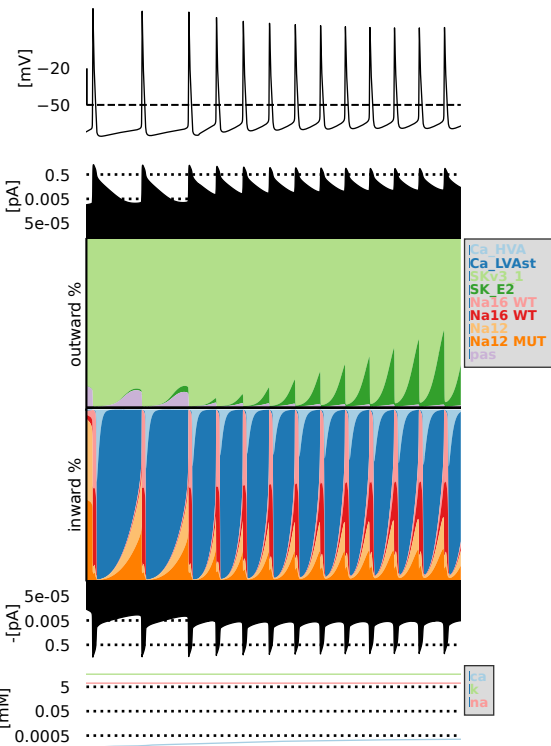 [mV]
−20
−50
[pA]
0.5
0.005
5e-05
outward %
Ca_HVA
Ca_LVAst
SKv3_1
SK_E2
Na16 WT
Na16 WT
Na12
Na12 MUT
pas
inward %
-[pA]
5e-05
0.005
0.5
[mM]
5
0.05
0.0005
ca
k
na